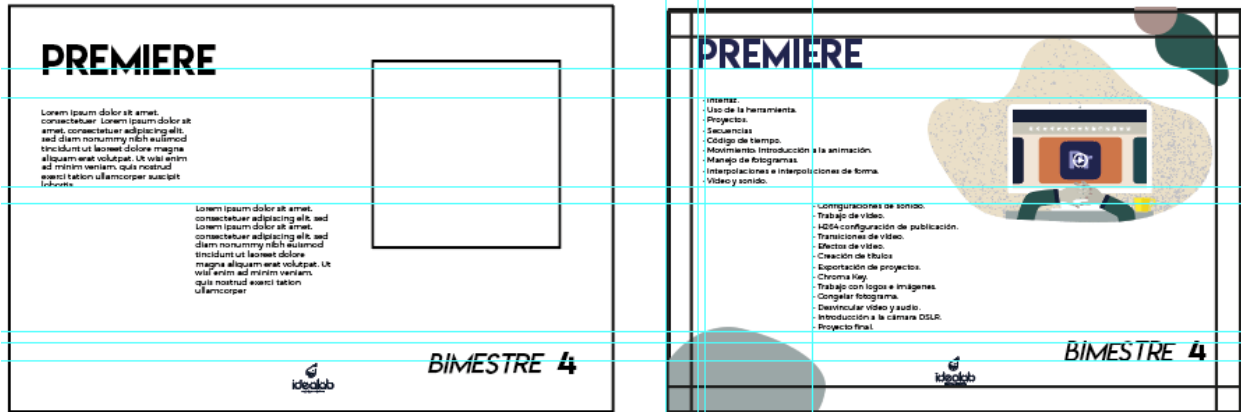 PREMIERE
Lorem ipsum dolor sit amet,
consectetuer Lorem ipsum dolor sit
amet, consectetuer adipiscing elit,
sed diam nonummy nibh euismod
tincidunt ut laoreet dolore magna
aliquam erat volutpat. Ut wisi enim
ad minim veniam, quis nostrud
exerci tation ullamcorper suscipit
lobortis
Lorem ipsum dolor sit amet,
consectetuer adipiscing elit, sed
Lorem ipsum dolor sit amet,
consectetuer adipiscing elit, sed
diam nonummy nibh euismod
tincidunt ut laoreet dolore
magna aliquam erat volutpat. Ut
wisi enim ad minim veniam,
quis nostrud exerci tation
ullamcorper
BIMESTRE 4
idealab
PREMIERE
- Interfaz.
- Uso de la herramienta.
- Proyectos.
- Secuencias
- Código de tiempo.
- Movimiento. Introducción a la animación.
- Manejo de fotogramas.
- Interpolaciones e interpolaciones de forma.
- Video y sonido.
- Configuraciones de sonido.
- Trabajo de video.
- H264 configuración de publicación.
- Transiciones de video.
- Efectos de video.
- Creación de títulos
- Exportación de proyectos.
- Chroma Key.
- Trabajo con logos e imágenes.
- Congelar fotograma.
- Desvincular video y audio.
- Introducción a la cámara DSLR.
- Proyecto final.
BIMESTRE 4
idealab